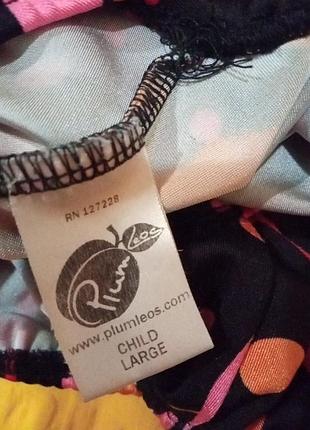 RN 127228
Plum
Leos
www.plumleos.com
CHILD
LARGE